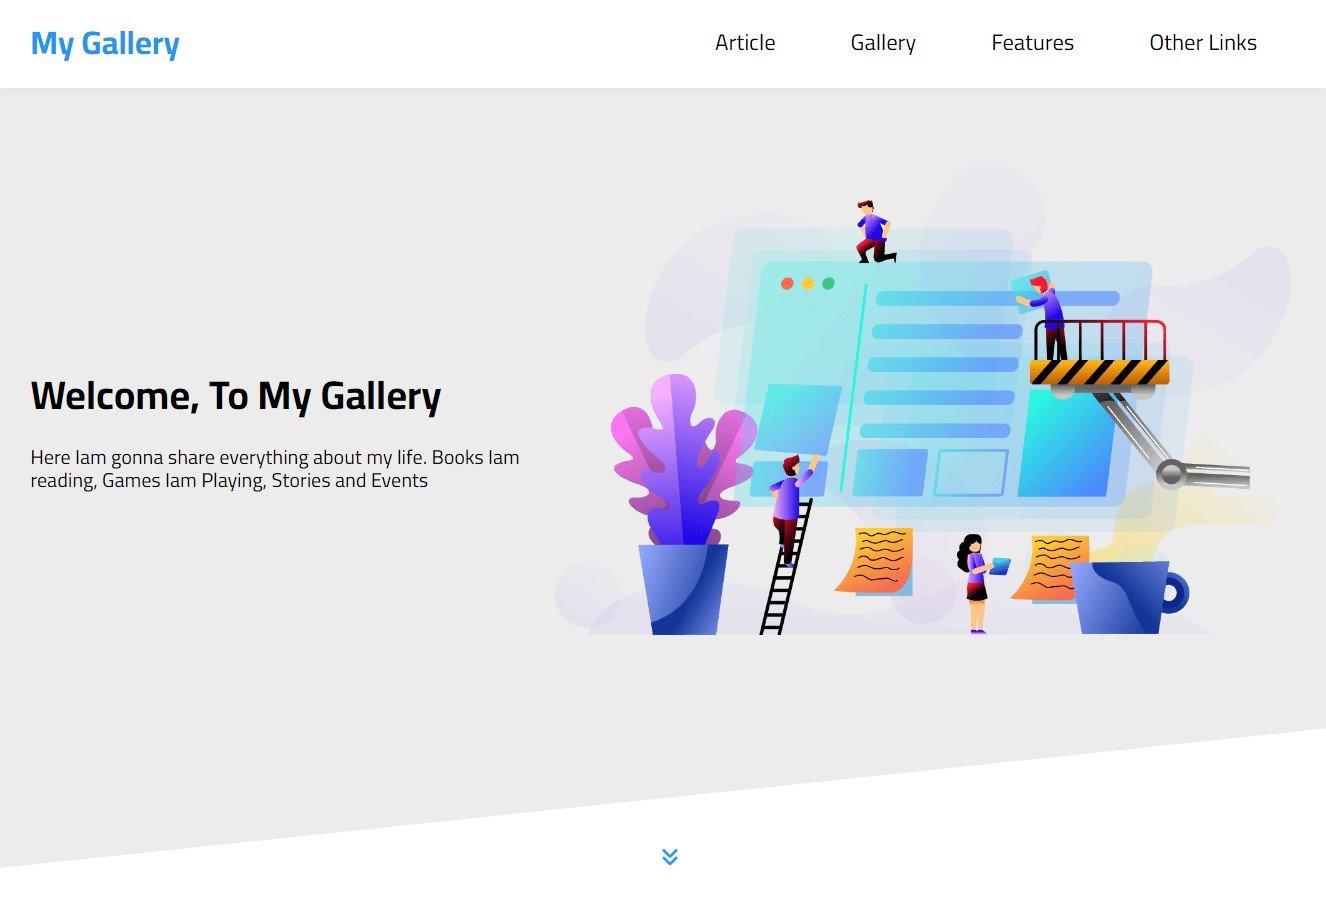 My Gallery
Article Gallery Features Other Links
Welcome, To My Gallery
Here Iam gonna share everything about my life. Books Iam
reading, Games Iam Playing, Stories and Events